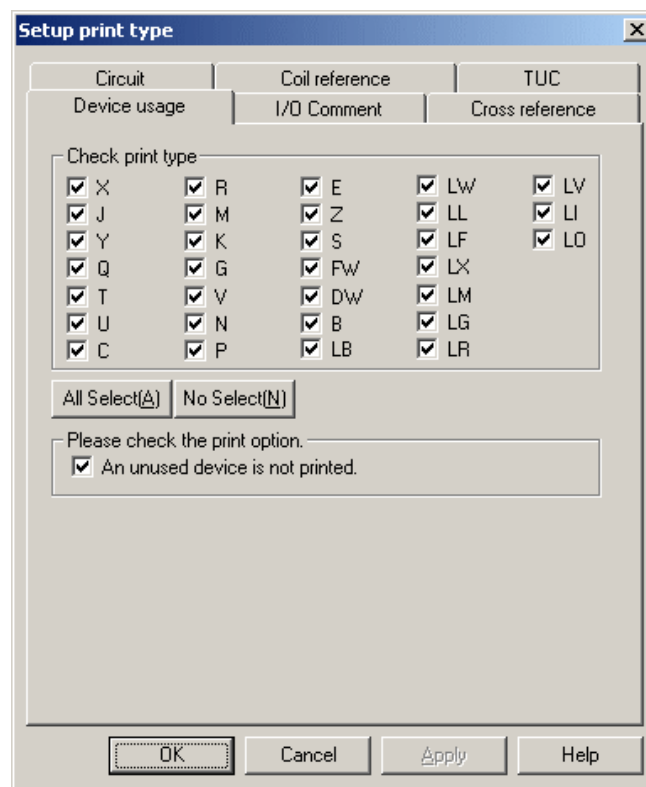 Setup print type
Circuit Coil reference TUC
Device usage I/O Comment Cross reference
Check print type
X R E LW LV
J M Z LL LI
Y K S LF LO
Q G FW LX
T V DW LM
U N B LG
C P LB LR
All Select(A) No Select(N)
Please check the print option.
An unused device is not printed.
OK Cancel Apply Help